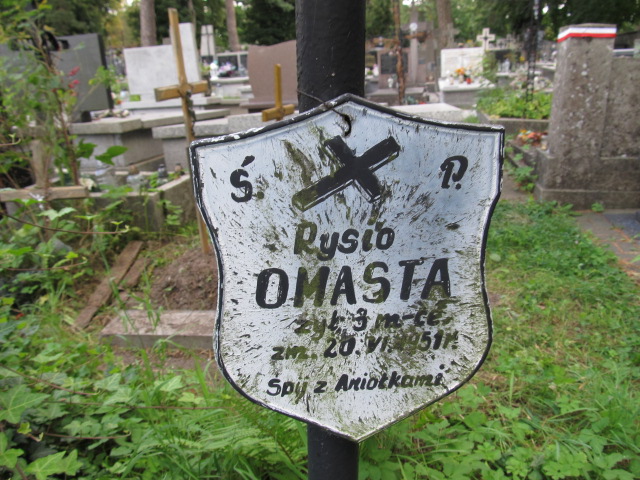 Ś. P.
Rysio
OMASTA
żył. 3 m-ce.
zm. 20. VI. 1951 r.
Śpij z Aniołkami